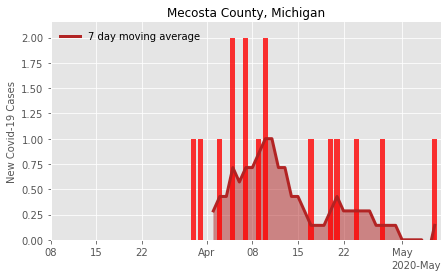 Mecosta County, Michigan
7 day moving average
New Covid-19 Cases
2.00
1.75
1.50
1.25
1.00
0.75
0.50
0.25
0.00
08
15
22
Apr
08
15
22
May
2020-May